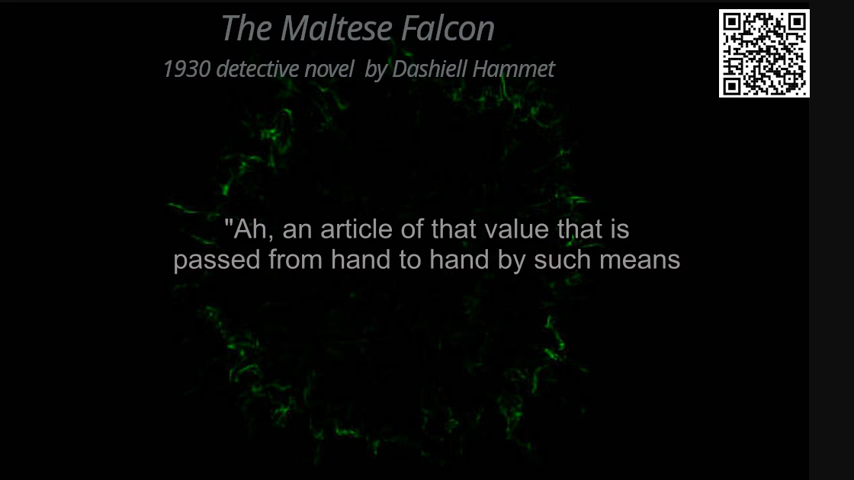 The Maltese Falcon
1930 detective novel by Dashiell Hammet
"Ah, an article of that value that is
passed from hand to hand by such means